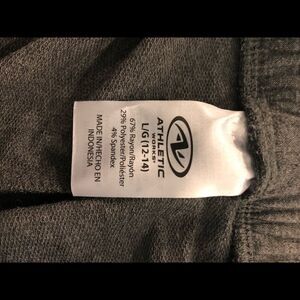 ATHLETIC
WORKS®
L/G (12-14)
67% Rayon/Rayón
29% Polyester/Poliéster
4% Spandex
MADE IN/HECHO EN
INDONESIA